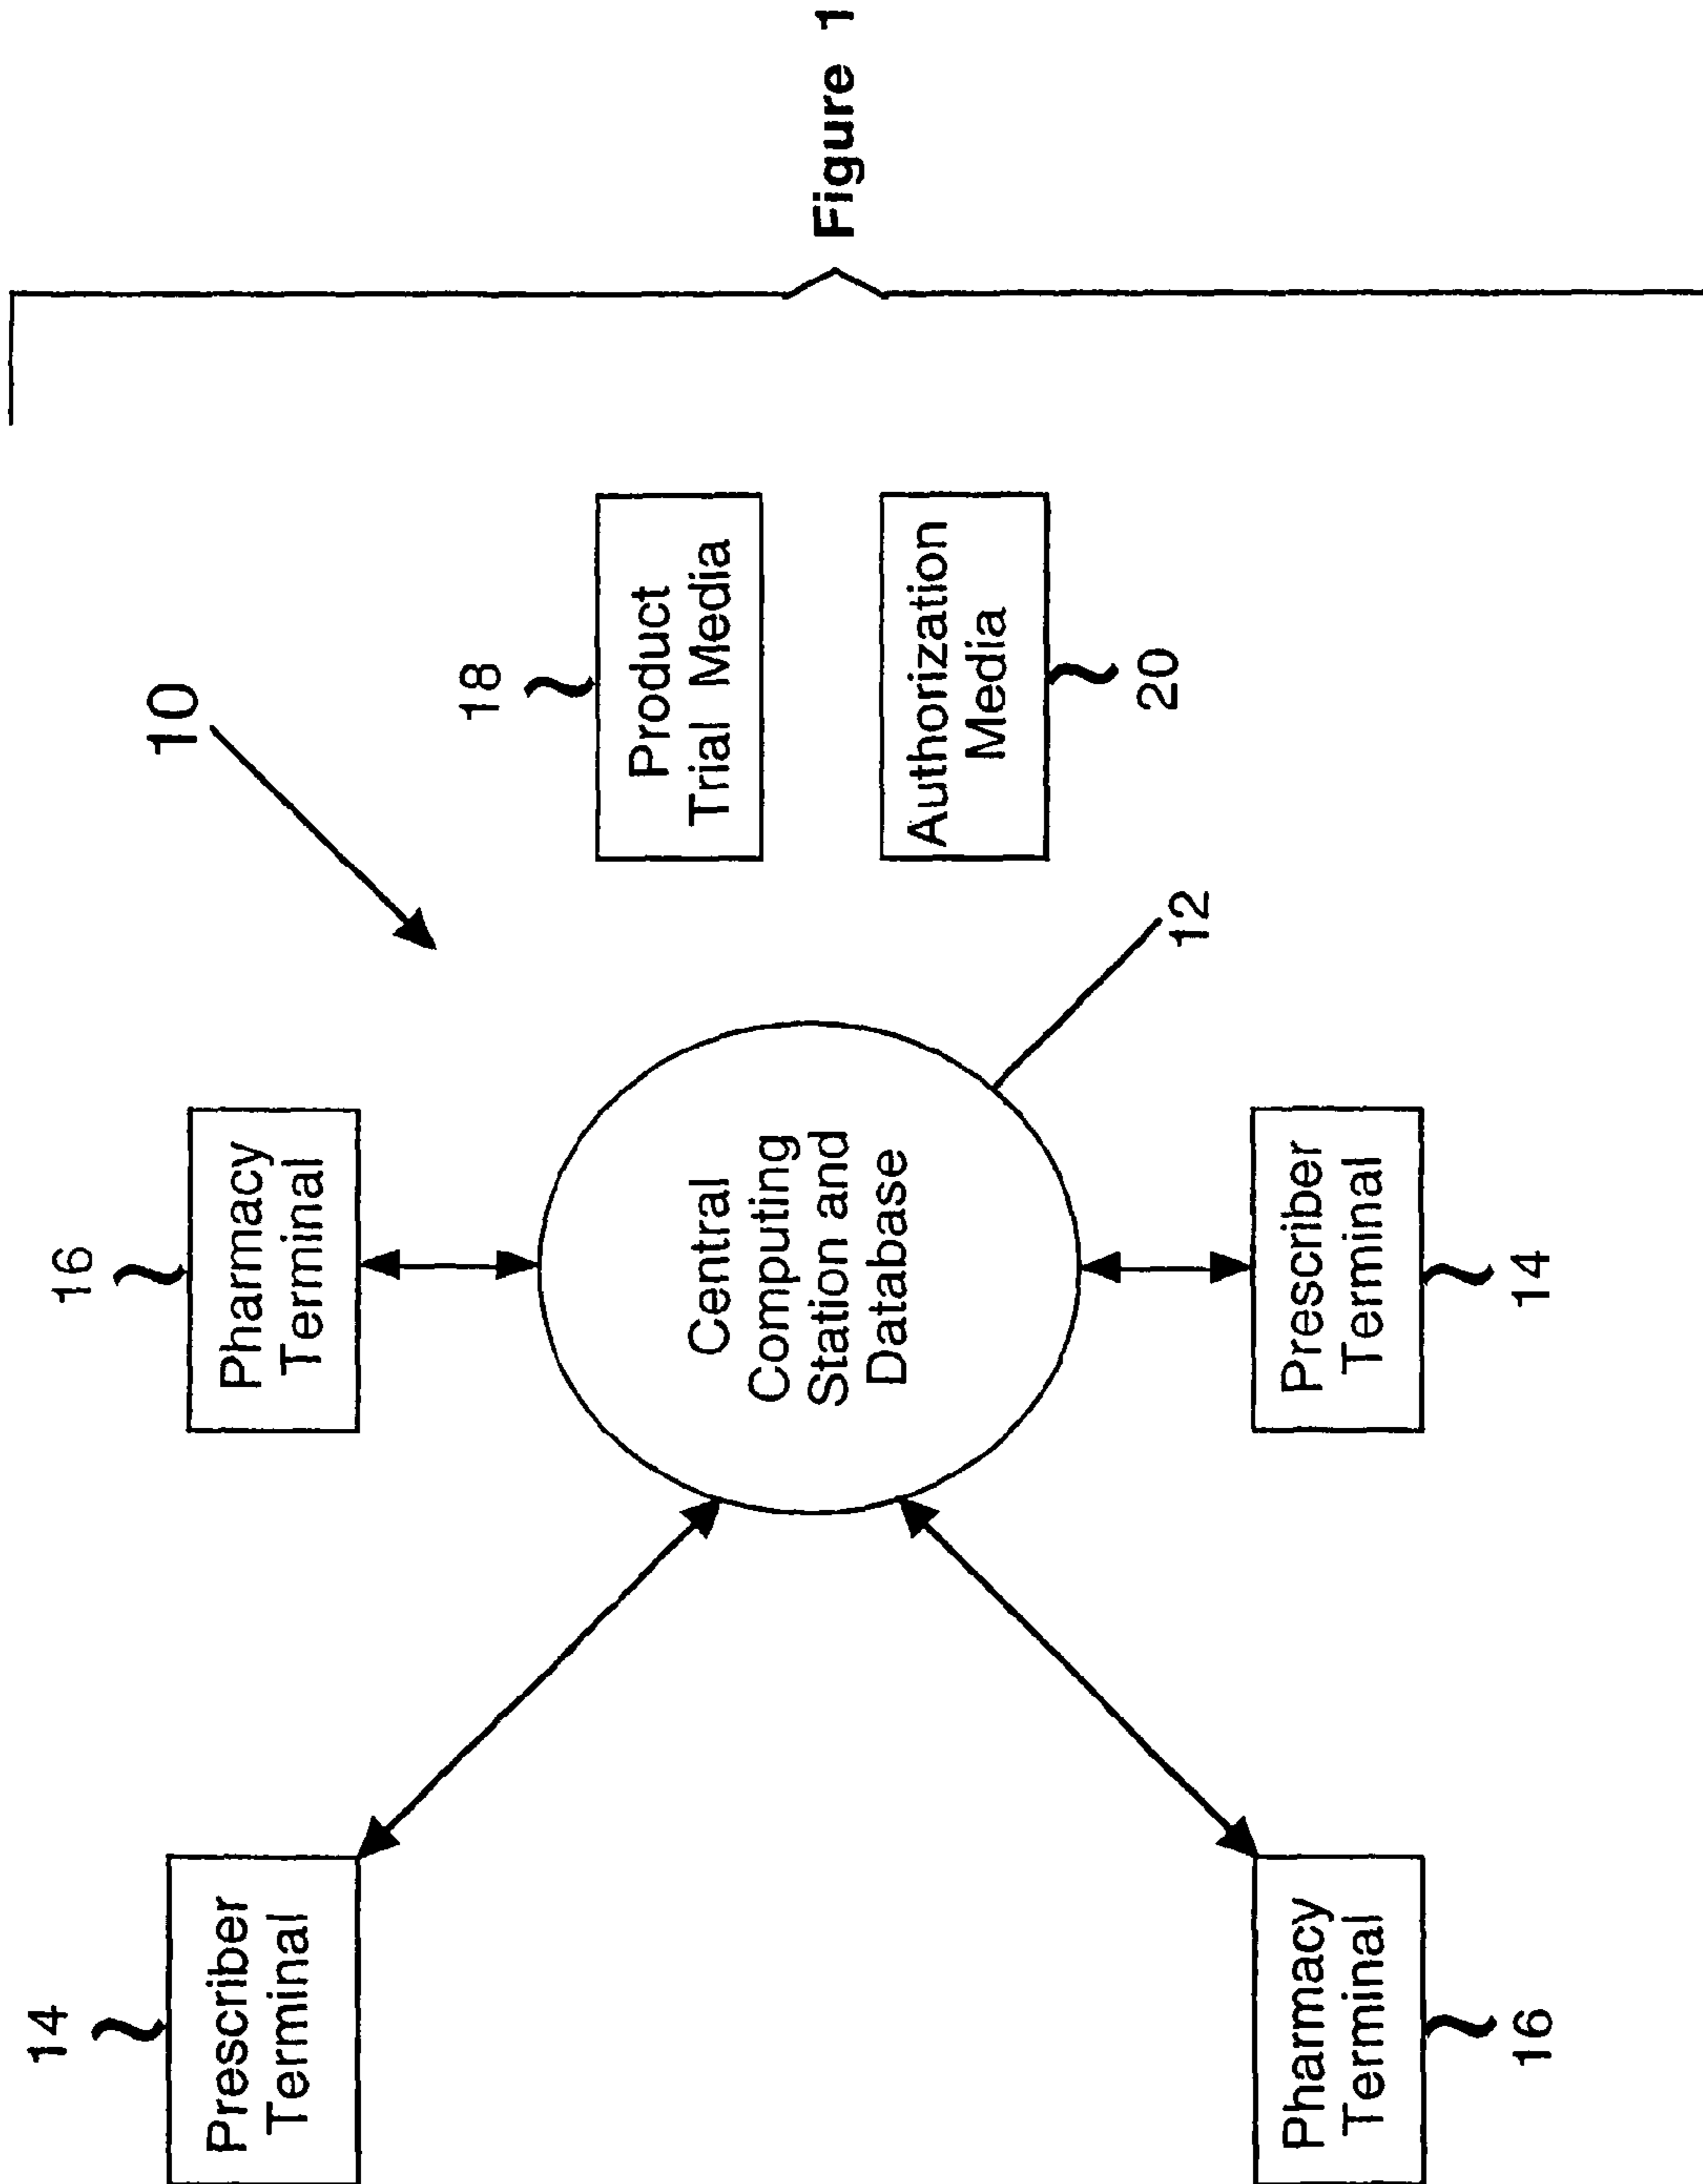 14
Prescriber
Terminal
16
Pharmacy
Terminal
10
Central
Computing
Station and
Database
12
18
Product
Trial Media
Authorization
Media
20
Pharmacy
Terminal
16
Prescriber
Terminal
14
Figure 1